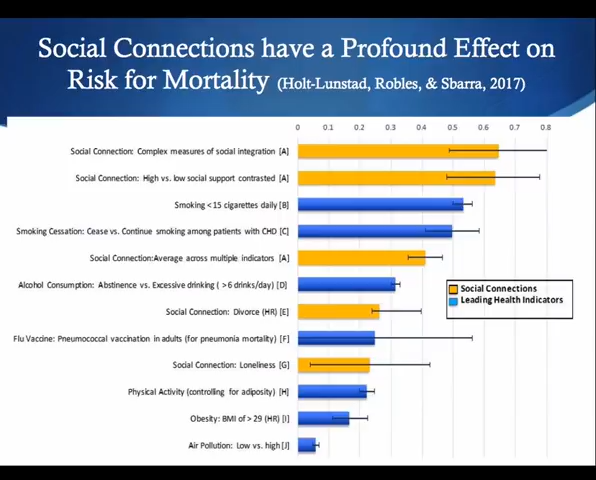 Social Connections have a Profound Effect on
Risk for Mortality (Holt-Lunstad, Robles, & Sbarra, 2017)
0 0.1 0.2 0.3 0.4 0.5 0.6 0.7 0.8
Social Connection: Complex measures of social integration [A]
Social Connection: High vs. low social support contrasted [A]
Smoking <15 cigarettes daily [B]
Smoking Cessation: Cease vs. Continue smoking among patients with CHD [C]
Social Connection:Average across multiple indicators [A]
Alcohol Consumption: Abstinence vs. Excessive drinking ( >6 drinks/day) [D]
Social Connections
Leading Health Indicators
Social Connection: Divorce (HR) [E]
Flu Vaccine: Pneumococcal vaccination in adults (for pneumonia mortality) [F]
Social Connection: Loneliness [G]
Physical Activity (controlling for adiposity) [H]
Obesity: BMI of > 29 (HR) [I]
Air Pollution: Low vs. high [J]